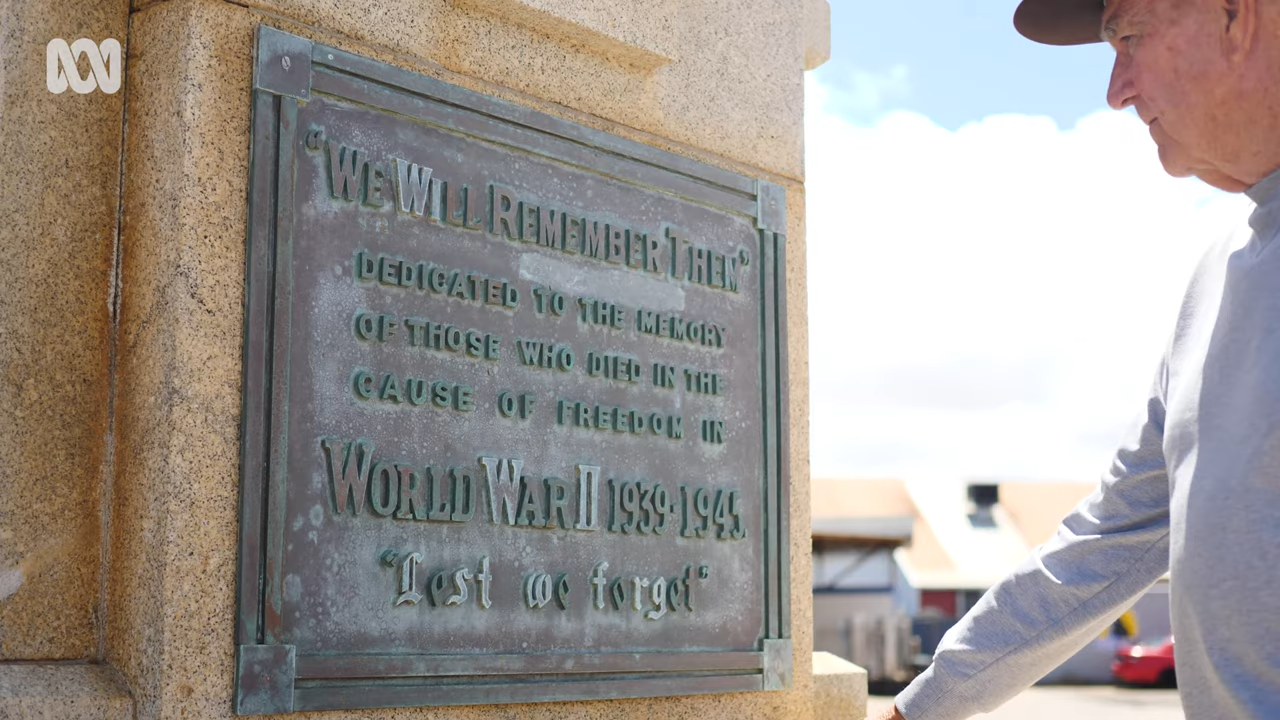 "WE WILL REMEMBER THEM"
DEDICATED TO THE MEMORY
OF THOSE WHO DIED IN THE
CAUSE OF FREEDOM IN
WORLD WAR II 1939-1945.
"Lest we forget"